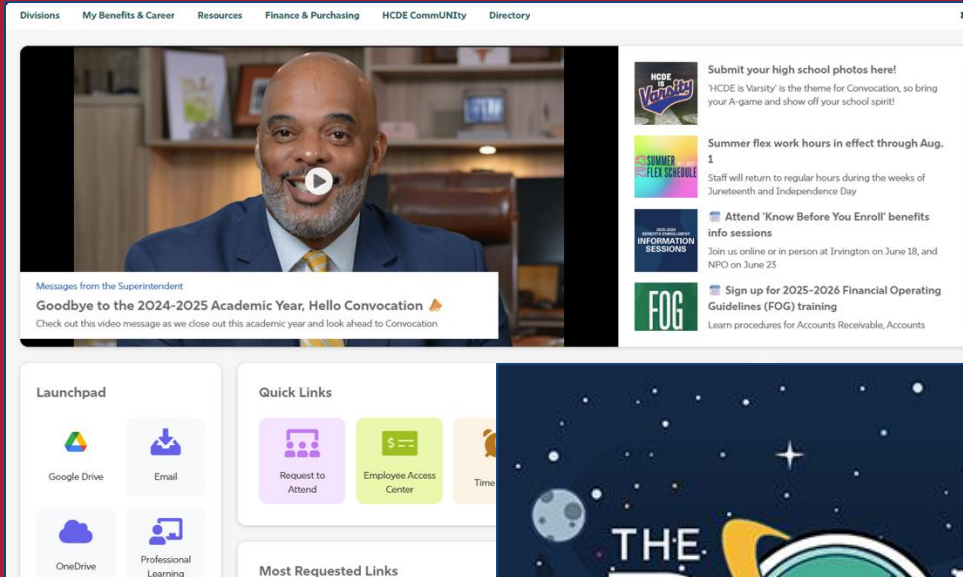 Divisions My Benefits & Career Resources Finance & Purchasing HCDE CommUNIty Directory
Messages from the Superintendent
Goodbye to the 2024-2025 Academic Year, Hello Convocation
Check out this video message as we close out this academic year and look ahead to Convocation
HCDE
IS
Varsity
Submit your high school photos here!
'HCDE is Varsity' is the theme for Convocation, so bring
your A-game and show off your school spirit!
SUMMER
FLEX SCHEDULE
Summer flex work hours in effect through Aug.
1
Staff will return to regular hours during the weeks of
Juneteenth and Independence Day
BENEFITS ENROLLMENT
INFORMATION
SESSIONS
Attend 'Know Before You Enroll' benefits
info sessions
Join us online or in person at Irvington on June 18, and
NPO on June 23
FOG
Sign up for 2025-2026 Financial Operating
Guidelines (FOG) training
Learn procedures for Accounts Receivable, Accounts
Launchpad
Google Drive
Email
OneDrive
Professional
Learning
Quick Links
Request to
Attend
Employee Access
Center
Time
Most Requested Links
THE